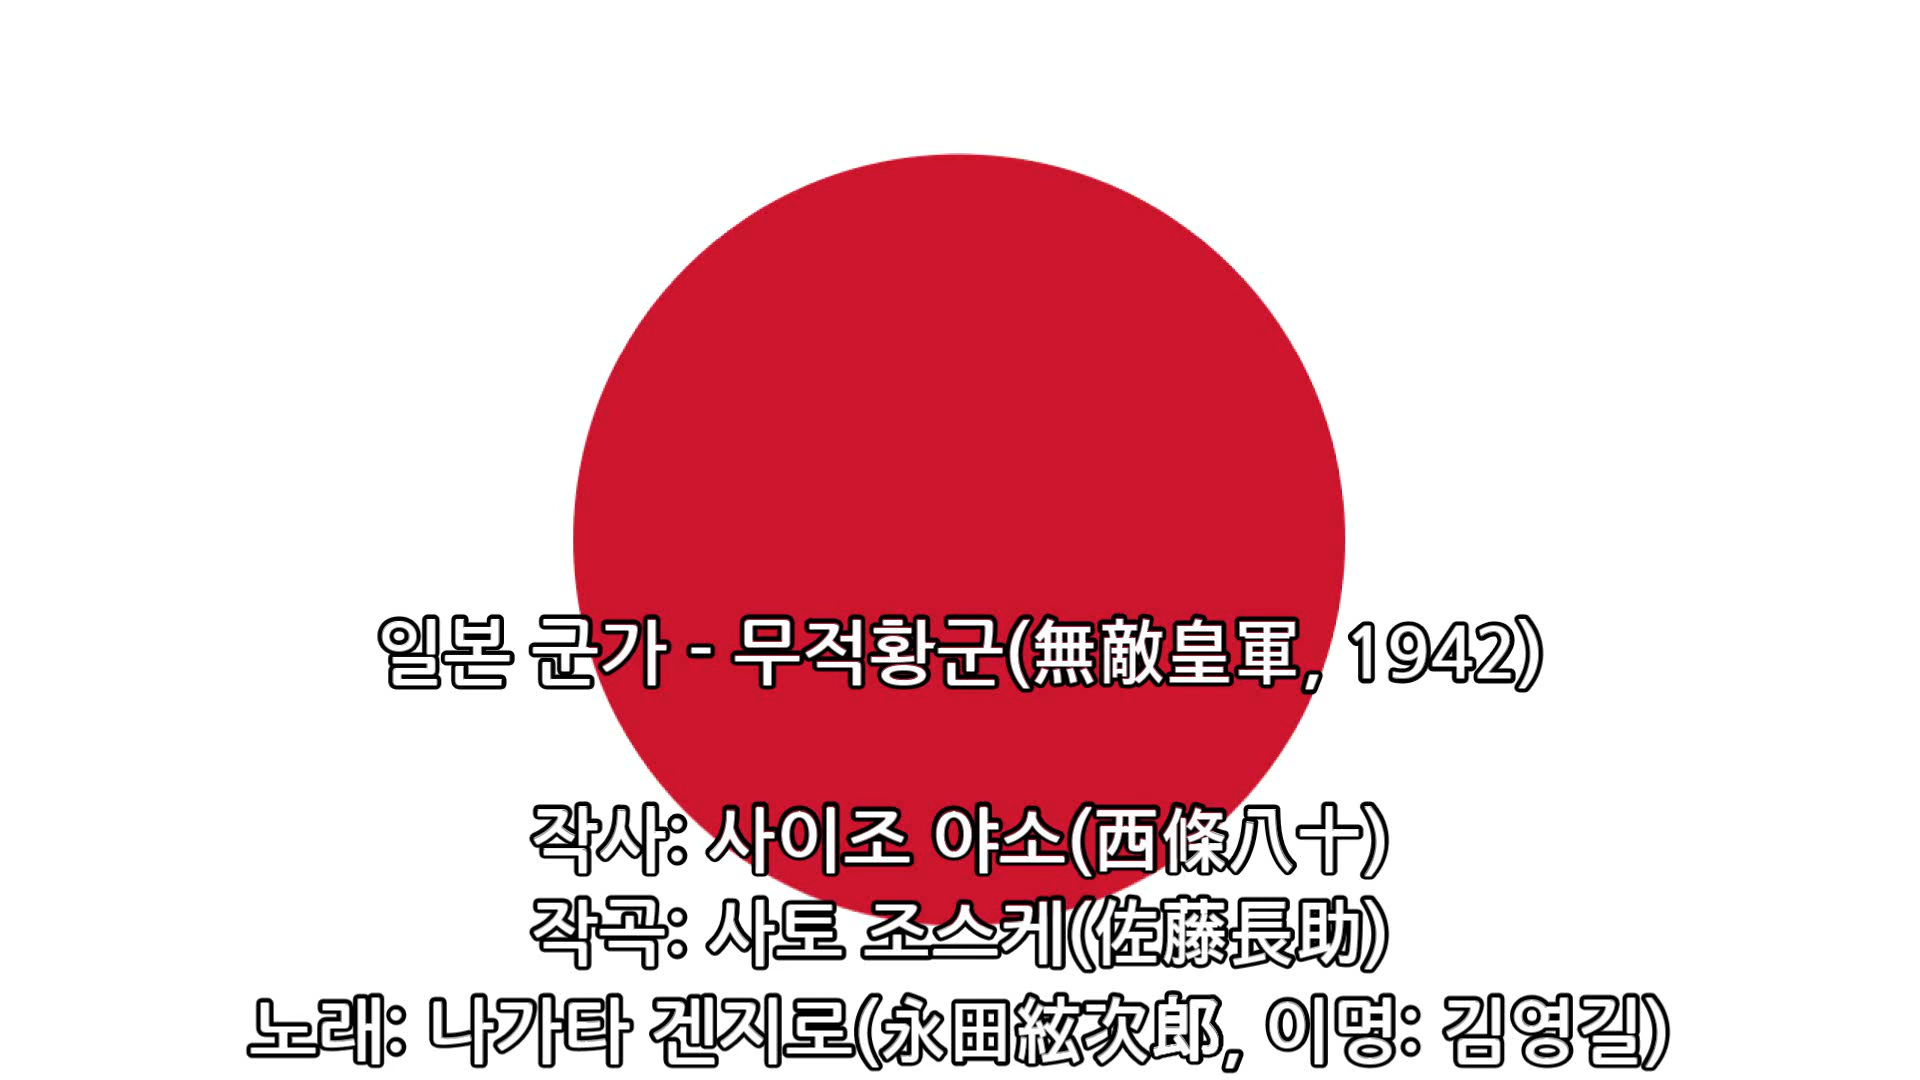 일본 군가 - 무적황군(無敵皇軍, 1942)
작사: 사이조 야소(西條八十)
작곡: 사토 조스케(佐藤長助)
노래: 나가타 겐지로(永田絃次郎, 이명: 김영길)